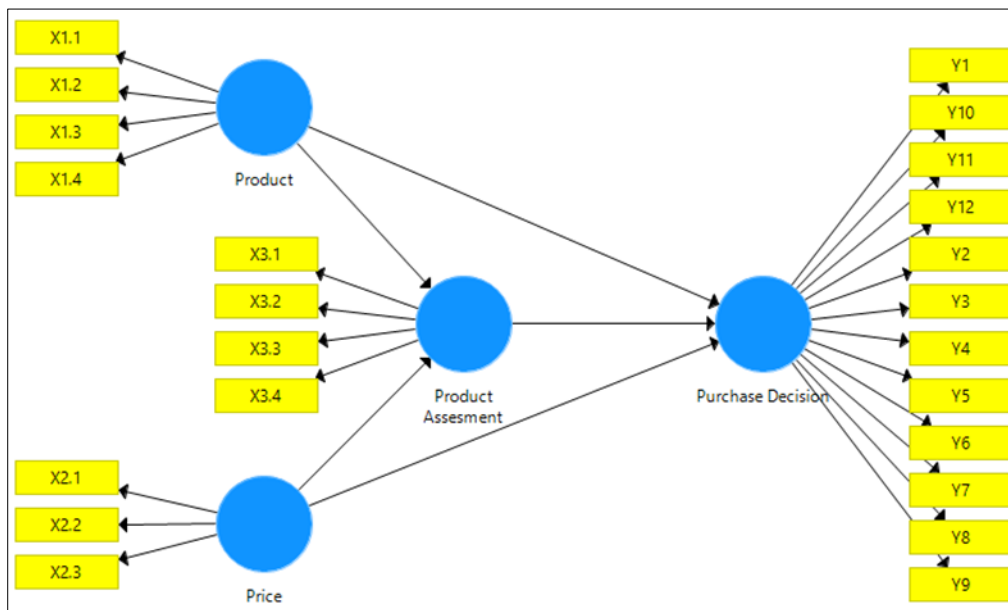 X1.1
X1.2
X1.3
X1.4
Product
X3.1
X3.2
X3.3
X3.4
Product
Assesment
X2.1
X2.2
X2.3
Price
Purchase Decision
Y1
Y10
Y11
Y12
Y2
Y3
Y4
Y5
Y6
Y7
Y8
Y9